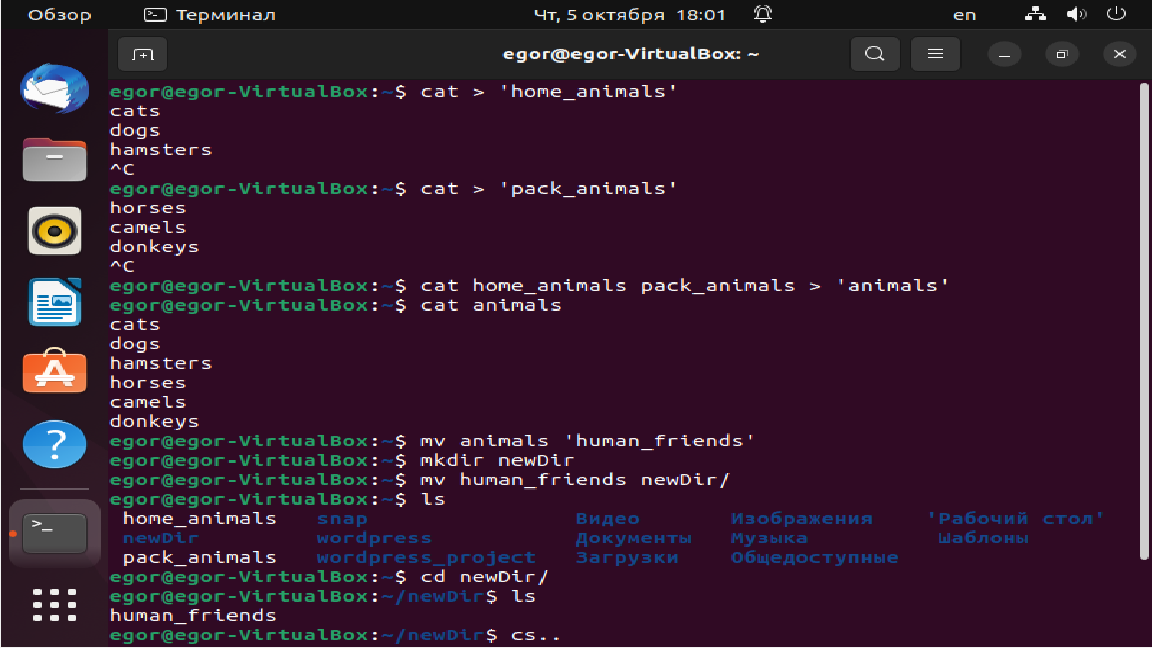 Обзор Терминал Чт, 5 октября 18:01 en
egor@egor-VirtualBox: ~
egor@egor-VirtualBox:~$ cat > 'home_animals'
cats
dogs
hamsters
^C
egor@egor-VirtualBox:~$ cat > 'pack_animals'
horses
camels
donkeys
^C
egor@egor-VirtualBox:~$ cat home_animals pack_animals > 'animals'
egor@egor-VirtualBox:~$ cat animals
cats
dogs
hamsters
horses
camels
donkeys
egor@egor-VirtualBox:~$ mv animals 'human_friends'
egor@egor-VirtualBox:~$ mkdir newDir
egor@egor-VirtualBox:~$ mv human_friends newDir/
egor@egor-VirtualBox:~$ ls
home_animals snap Видео Изображения 'Рабочий стол'
newDir wordpress Документы Музыка Шаблоны
pack_animals wordpress_project Загрузки Общедоступные
egor@egor-VirtualBox:~$ cd newDir/
egor@egor-VirtualBox:~/newDir$ ls
human_friends
egor@egor-VirtualBox:~/newDir$ cs..